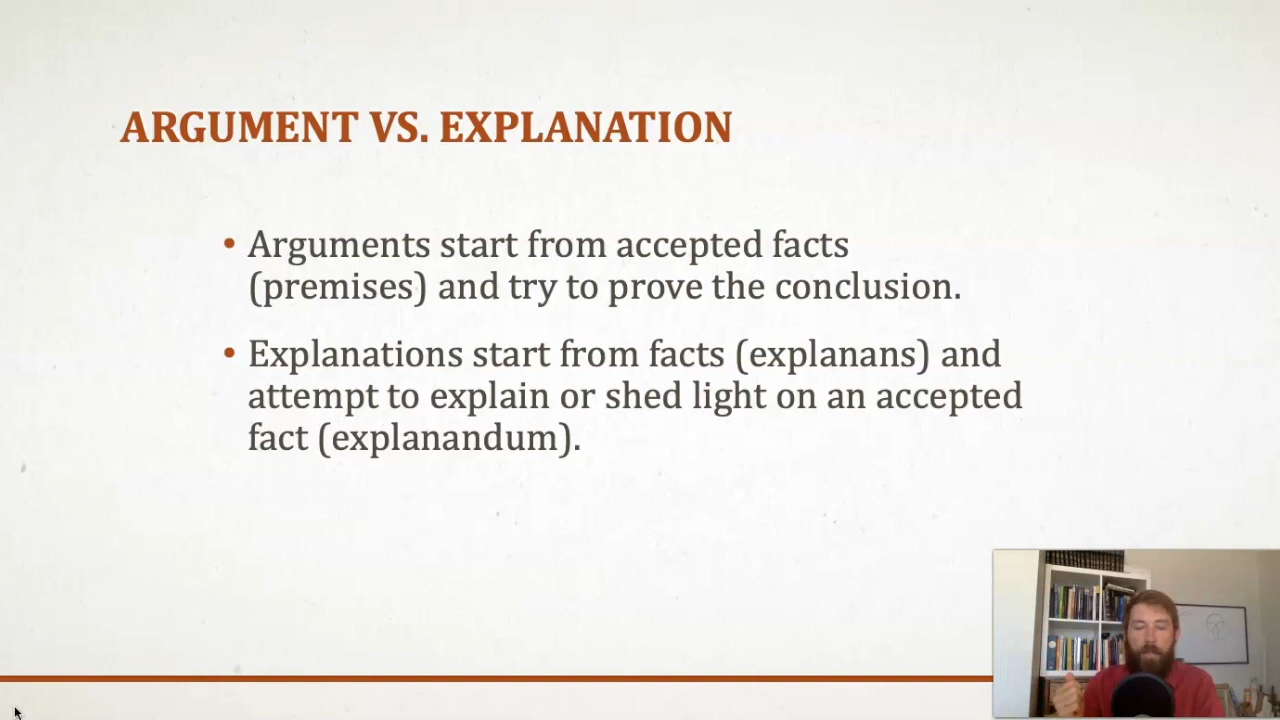 ARGUMENT VS. EXPLANATION
• Arguments start from accepted facts
(premises) and try to prove the conclusion.
• Explanations start from facts (explanans) and
attempt to explain or shed light on an accepted
fact (explanandum).